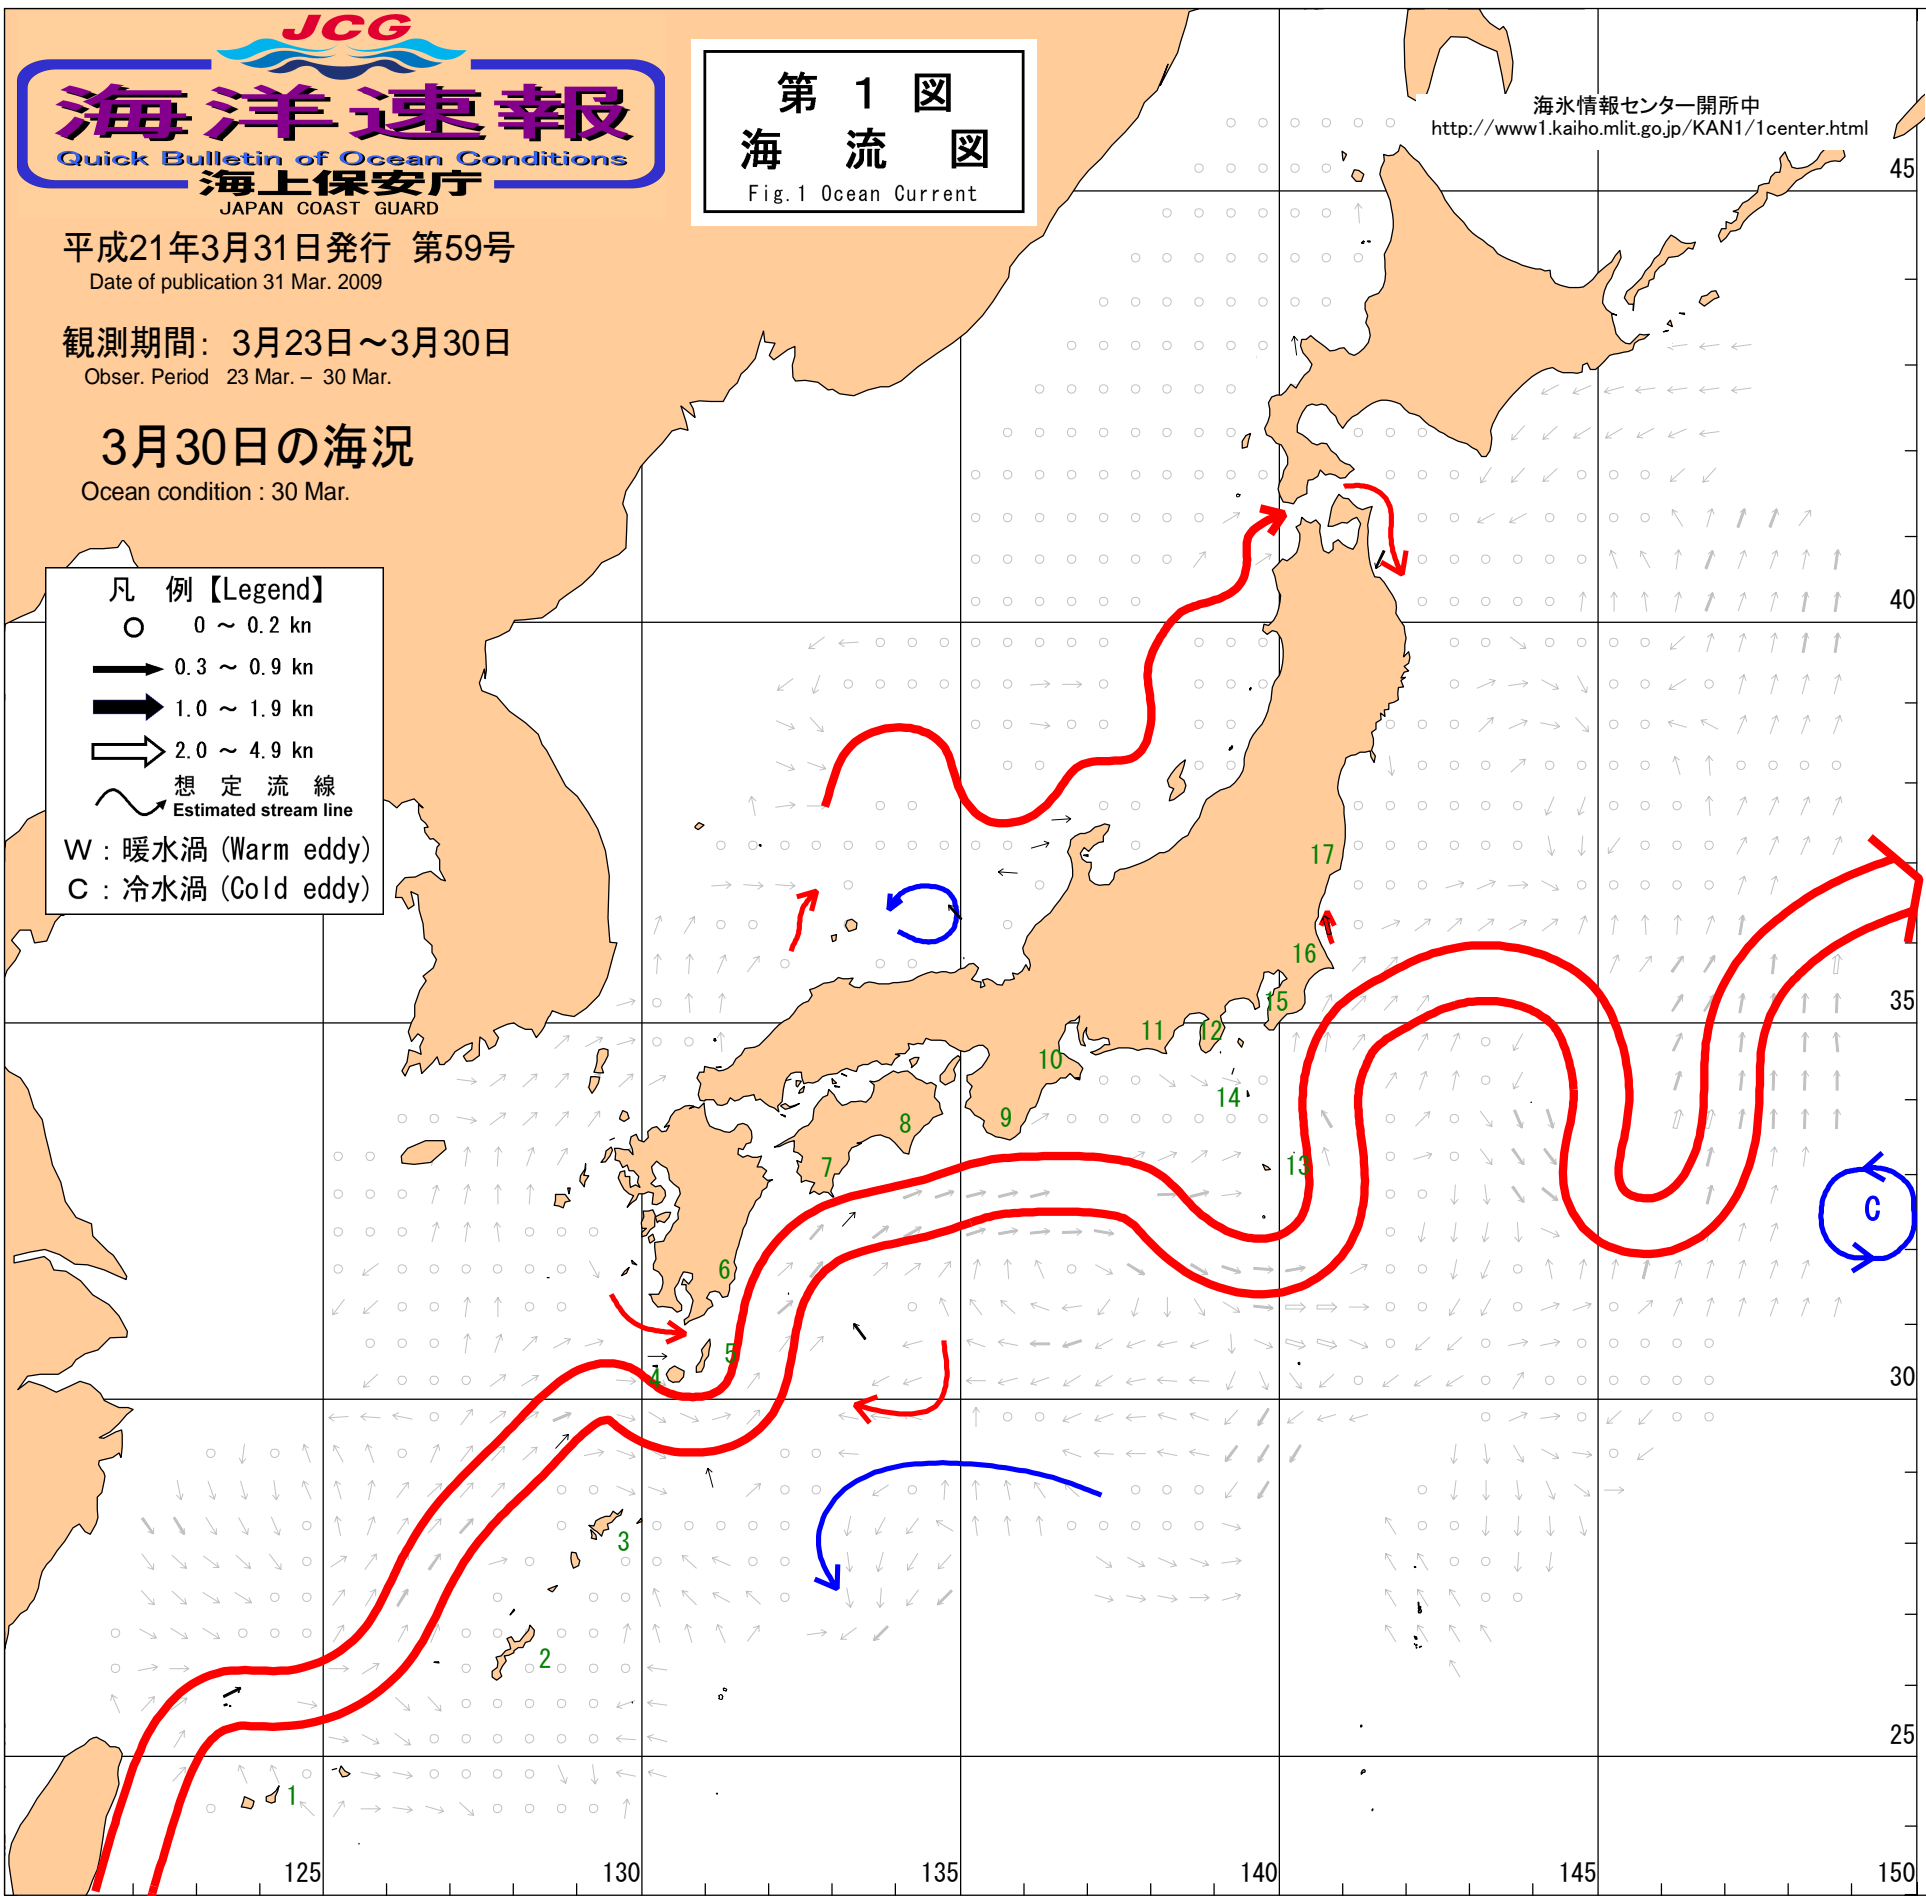 JCG
海洋速報
Quick Bulletin of Ocean Conditions
海上保安庁
JAPAN COAST GUARD
平成21年3月31日発行 第59号
Date of publication 31 Mar. 2009
観測期間: 3月23日～3月30日
Obser. Period 23 Mar. – 30 Mar.
3月30日の海況
Ocean condition : 30 Mar.
第 1 図
海 流 図
Fig.1 Ocean Current
海氷情報センター開所中
http://www1.kaiho.mlit.go.jp/KAN1/1center.html
凡 例【Legend】
0 ～ 0.2 kn
0.3 ～ 0.9 kn
1.0 ～ 1.9 kn
2.0 ～ 4.9 kn
想 定 流 線
Estimated stream line
W : 暖水渦 (Warm eddy)
C : 冷水渦 (Cold eddy)
45
40
17
16
35
15
11
12
10
14
9
8
7
13
C
6
5
4
30
3
2
25
1
125
130
135
140
145
150